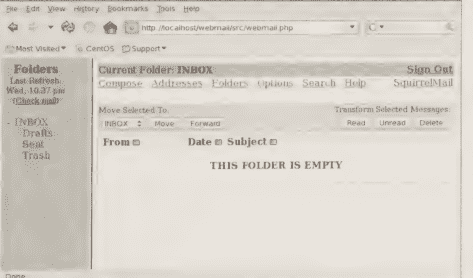 File Edit View History Bookmarks Tools Help
http://localhost/webmail/src/webmail.php
Most Visited CentOS Support
Folders
Last Refresh:
Wed, 10:37 pm
(Check mail)
INBOX
Drafts
Sent
Trash
Current Folder: INBOX Sign Out
Compose Addresses Folders Options Search Help SquirrelMail
Move Selected To: Transform Selected Messages:
INBOX Move Forward Read Unread Delete
From Date Subject
THIS FOLDER IS EMPTY
Done